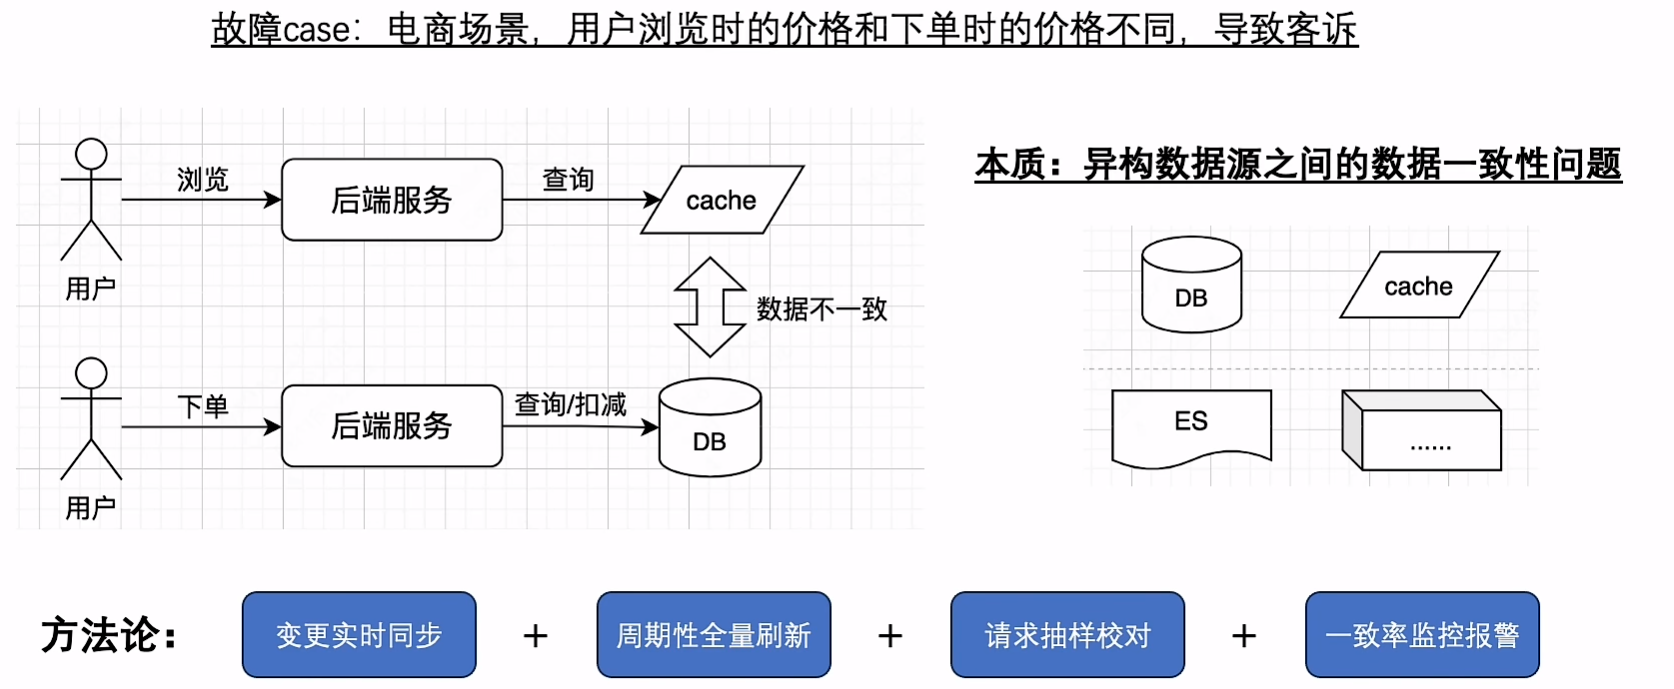 故障case：电商场景，用户浏览时的价格和下单时的价格不同，导致客诉
浏览
后端服务
查询
cache
用户
数据不一致
下单
后端服务
查询/扣减
DB
用户
本质：异构数据源之间的数据一致性问题
DB
cache
ES
......
方法论：
变更实时同步
+
周期性全量刷新
+
请求抽样校对
+
一致率监控报警